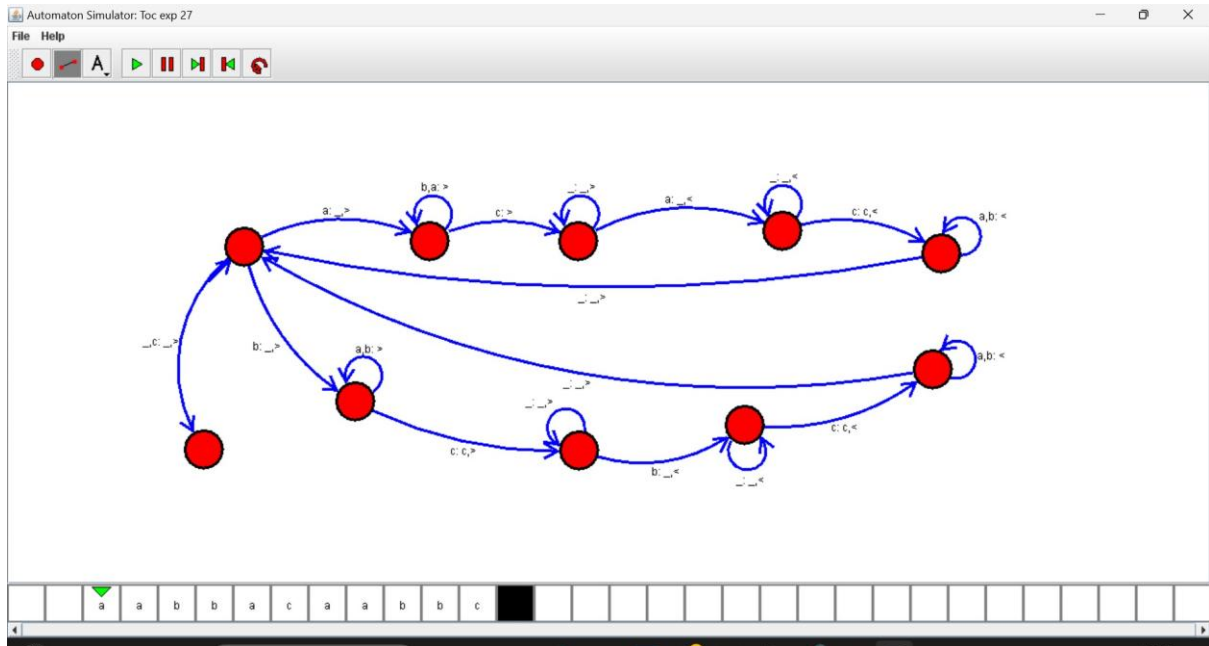 Automaton Simulator: Toc exp 27
File Help
A
b,a: >
_: _,>
_: _,<
a: _,>
c: >
a: _,<
c: c,<
a,b: <
_: _,>
_,c: _,>
b: _,>
a,b: >
_: _,>
a,b: <
_: _,>
c: c,>
b: _,<
c: c,<
_: _,<
a a b b a c a a b b c